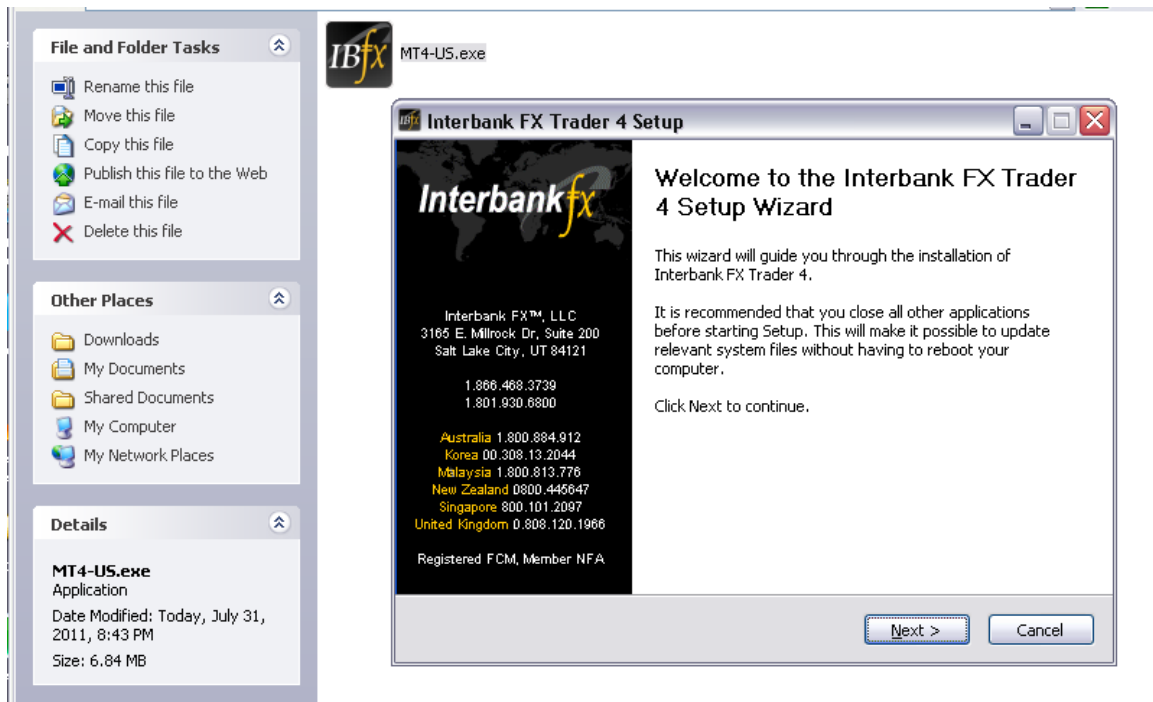 File and Folder Tasks
Rename this file
Move this file
Copy this file
Publish this file to the Web
E-mail this file
Delete this file
Other Places
Downloads
My Documents
Shared Documents
My Computer
My Network Places
Details
MT4-US.exe
Application
Date Modified: Today, July 31,
2011, 8:43 PM
Size: 6.84 MB
IBfx
MT4-US.exe
IBfx
Interbank FX Trader 4 Setup
Interbankfx
Interbank FX™, LLC
3165 E. Millrock Dr, Suite 200
Salt Lake City, UT 84121
1.866.468.3739
1.801.930.6800
Australia 1.800.884.912
Korea 00.308.13.2044
Malaysia 1.800.813.776
New Zealand 0800.445647
Singapore 800.101.2097
United Kingdom 0.808.120.1966
Registered FCM, Member NFA
Welcome to the Interbank FX Trader
4 Setup Wizard
This wizard will guide you through the installation of
Interbank FX Trader 4.
It is recommended that you close all other applications
before starting Setup. This will make it possible to update
relevant system files without having to reboot your
computer.
Click Next to continue.
Next >
Cancel